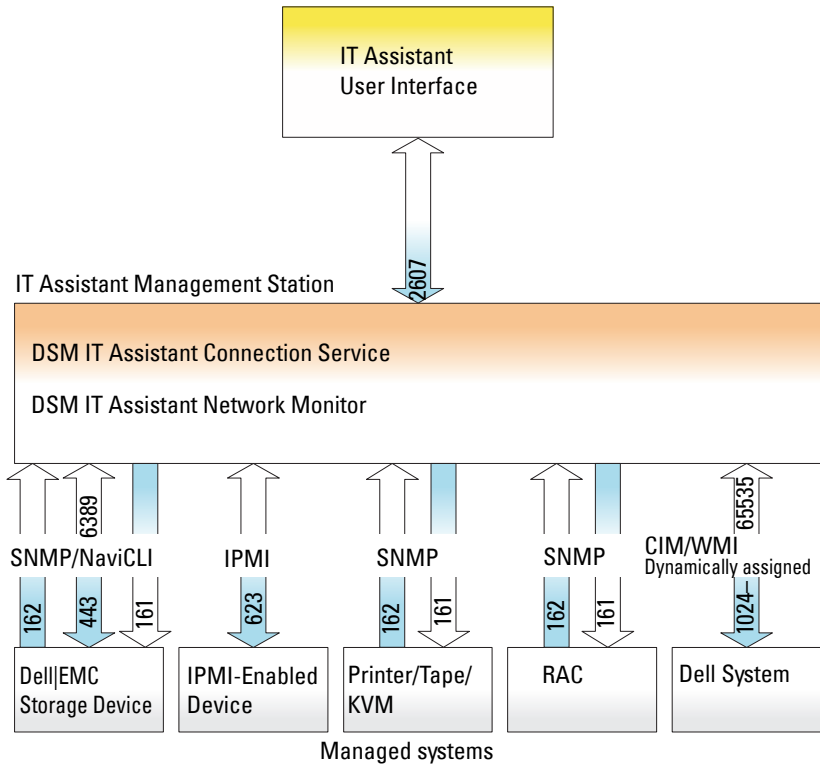 IT Assistant
User Interface
2607
IT Assistant Management Station
DSM IT Assistant Connection Service
DSM IT Assistant Network Monitor
6389
65535
SNMP/NaviCLI
IPMI
SNMP
SNMP
CIM/WMI
Dynamically assigned
162
443
161
623
162
161
162
161
1024–
Dell|EMC
Storage Device
IPMI-Enabled
Device
Printer/Tape/
KVM
RAC
Dell System
Managed systems